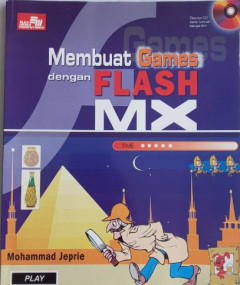 Membuat Games
dengan FLASH
MX
TIME
Mohammad Jeprie
PLAY